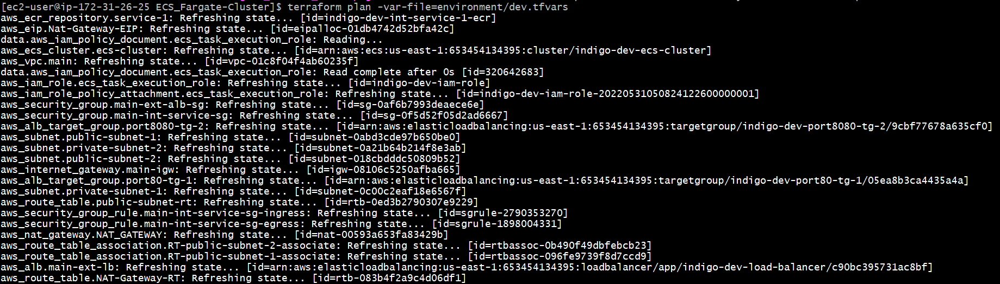 [ec2-user@ip-172-31-26-25 ECS_Fargate-Cluster]$ terraform plan -var-file=environment/dev.tfvars
aws_ecr_repository.service-1: Refreshing state... [id=indigo-dev-int-service-1-ecr]
aws_eip.Nat-Gateway-EIP: Refreshing state... [id=eipalloc-01db4742d52bfa42c]
data.aws_iam_policy_document.ecs_task_execution_role: Reading...
aws_ecs_cluster.ecs-cluster: Refreshing state... [id=arn:aws:ecs:us-east-1:653454134395:cluster/indigo-dev-ecs-cluster]
aws_vpc.main: Refreshing state... [id=vpc-01c8f04f4ab60235f]
data.aws_iam_policy_document.ecs_task_execution_role: Read complete after 0s [id=320642683]
aws_iam_role.ecs_task_execution_role: Refreshing state... [id=indigo-dev-iam-role]
aws_iam_role_policy_attachment.ecs_task_execution_role: Refreshing state... [id=indigo-dev-iam-role-20220531050824122600000001]
aws_security_group.main-ext-alb-sg: Refreshing state... [id=sg-0af6b7993deaece6e]
aws_security_group.main-int-service-sg: Refreshing state... [id=sg-0f5d52f05d2ad6667]
aws_alb_target_group.port8080-tg-2: Refreshing state... [id=arn:aws:elasticloadbalancing:us-east-1:653454134395:targetgroup/indigo-dev-port8080-tg-2/9cbf77678a635cf0]
aws_subnet.public-subnet-1: Refreshing state... [id=subnet-0abd3cde97b650be0]
aws_subnet.private-subnet-2: Refreshing state... [id=subnet-0a21b64b214f8e3ab]
aws_subnet.public-subnet-2: Refreshing state... [id=subnet-018cbdddc50809b52]
aws_internet_gateway.main-igw: Refreshing state... [id=igw-08106c5250afba665]
aws_alb_target_group.port80-tg-1: Refreshing state... [id=arn:aws:elasticloadbalancing:us-east-1:653454134395:targetgroup/indigo-dev-port80-tg-1/05ea8b3ca4435a4a]
aws_subnet.private-subnet-1: Refreshing state... [id=subnet-0c00c2eaf18e6567f]
aws_route_table.public-subnet-rt: Refreshing state... [id=rtb-0ed3b2790307e9229]
aws_security_group_rule.main-int-service-sg-ingress: Refreshing state... [id=sgrule-2790353270]
aws_security_group_rule.main-int-service-sg-egress: Refreshing state... [id=sgrule-1898004331]
aws_nat_gateway.NAT_GATEWAY: Refreshing state... [id=nat-00593a653fa83429b]
aws_route_table_association.RT-public-subnet-2-associate: Refreshing state... [id=rtbassoc-0b490f49dbfebcb23]
aws_route_table_association.RT-public-subnet-1-associate: Refreshing state... [id=rtbassoc-096fe9739f8d7ccd9]
aws_alb.main-ext-lb: Refreshing state... [id=arn:aws:elasticloadbalancing:us-east-1:653454134395:loadbalancer/app/indigo-dev-load-balancer/c90bc395731ac8bf]
aws_route_table.NAT-Gateway-RT: Refreshing state... [id=rtb-083b4f2a9c4d06df1]